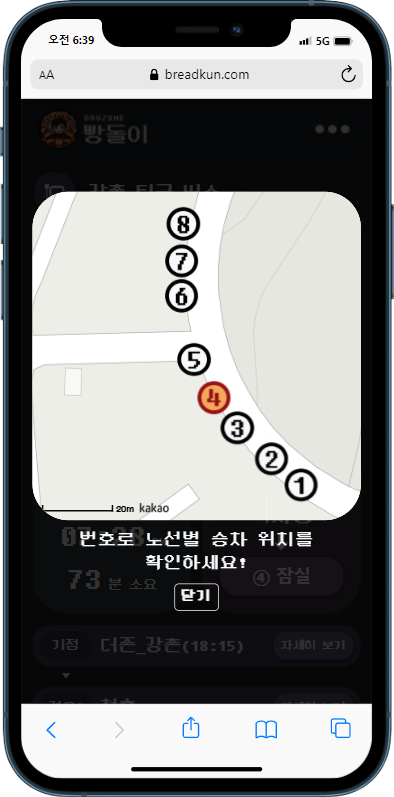 오전 6:39
5G
AA
breadkun.com
DOUZONE
빵돌이
강촌 퇴근 버스
8
7
6
5
4
3
2
1
20m kakao
번호로 노선별 승차 위치를
확인하세요!
73 분 소요
④ 잠실
닫기
기점 더존_강촌(18:15) 자세히 보기